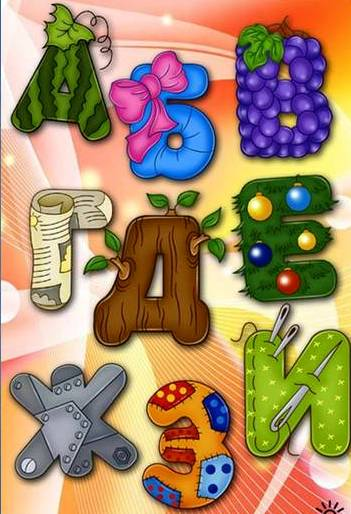 А Б В
Г Д Е
Ж З И